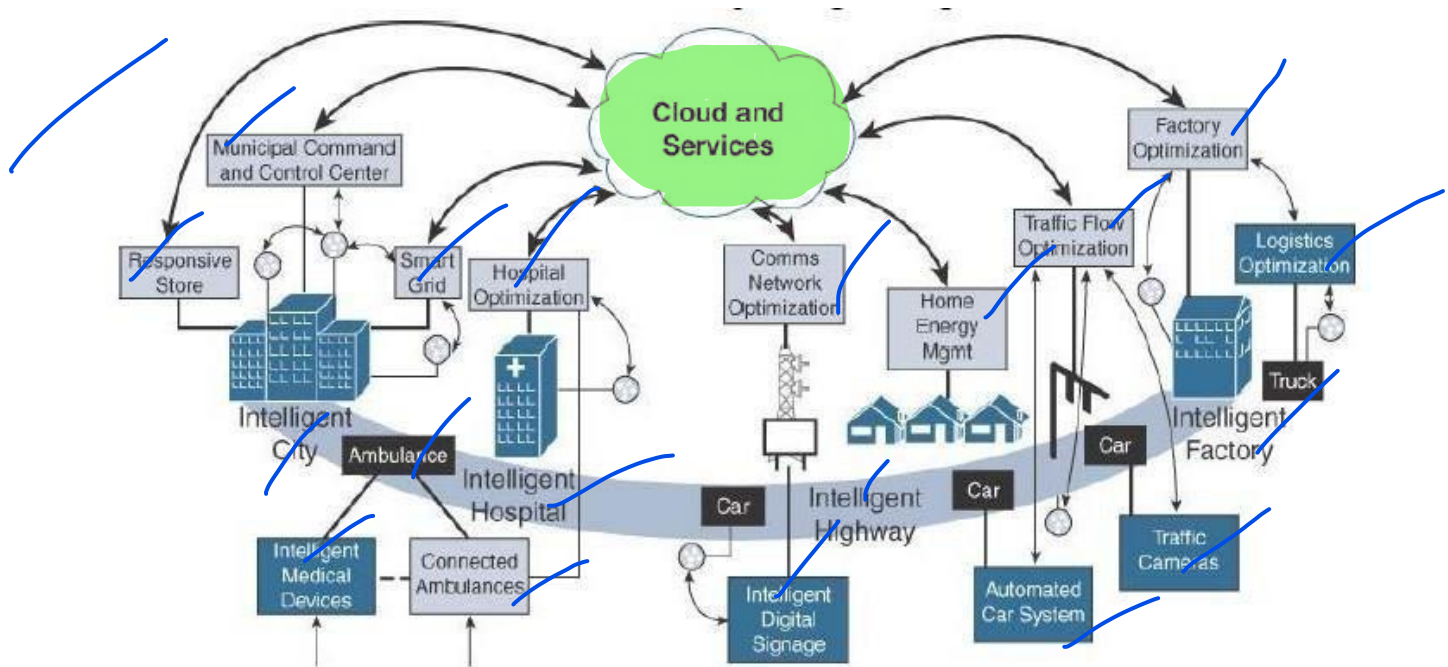 Cloud and
Services
Municipal Command
and Control Center
Responsive
Store
Smart
Grid
Hospital
Optimization
Comms
Network
Optimization
Home
Energy
Mgmt
Traffic Flow
Optimization
Factory
Optimization
Logistics
Optimization
Truck
Intelligent
City
Ambulance
Intelligent
Hospital
Car
Intelligent
Highway
Car
Car
Intelligent
Factory
Intelligent
Medical
Devices
Connected
Ambulances
Intelligent
Digital
Signage
Automated
Car System
Traffic
Cameras